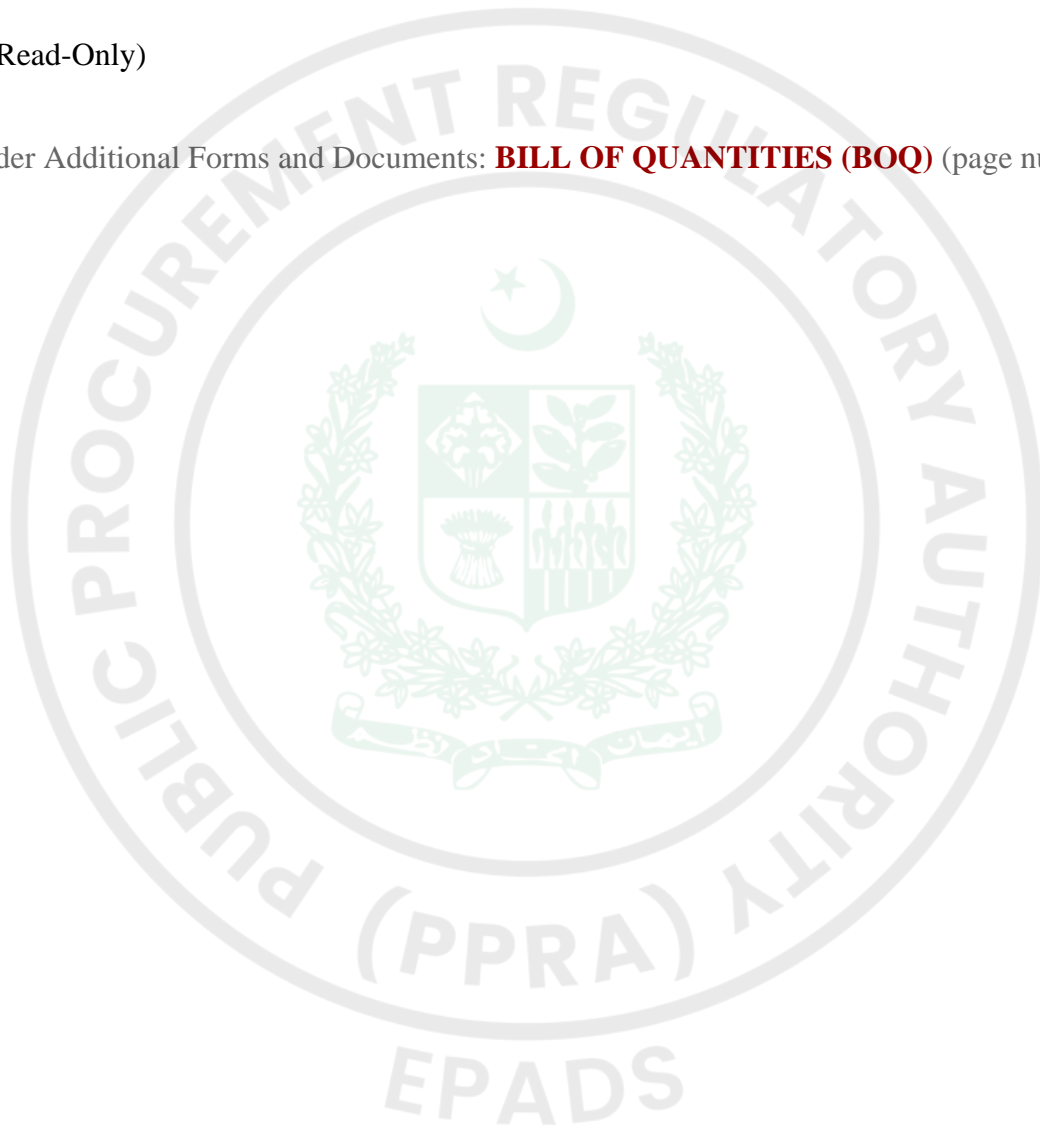 Read-Only)
der Additional Forms and Documents: BILL OF QUANTITIES (BOQ) (page nu
PUBLIC PROCUREMENT REGULATORY AUTHORITY
(PPRA)
EPADS